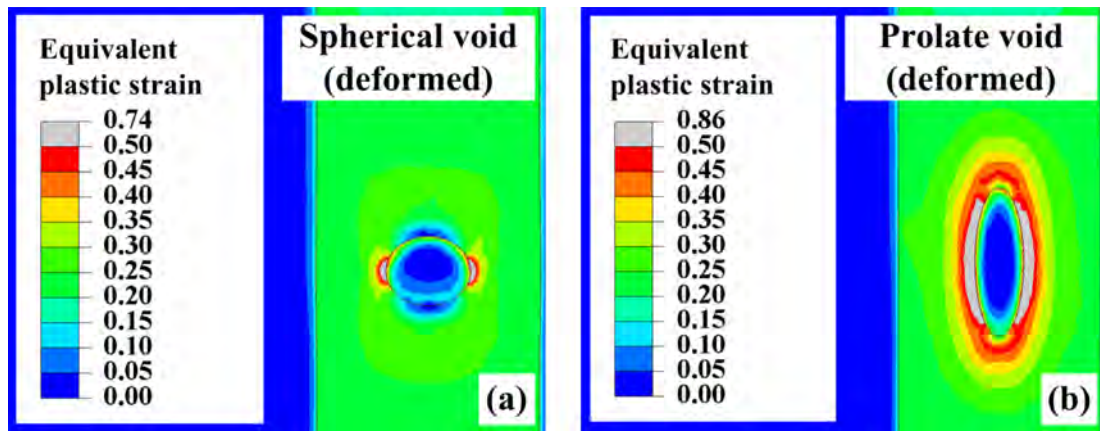 Equivalent
plastic strain
0.74
0.50
0.45
0.40
0.35
0.30
0.25
0.20
0.15
0.10
0.05
0.00
Spherical void
(deformed)
(a)
Equivalent
plastic strain
0.86
0.50
0.45
0.40
0.35
0.30
0.25
0.20
0.15
0.10
0.05
0.00
Prolate void
(deformed)
(b)